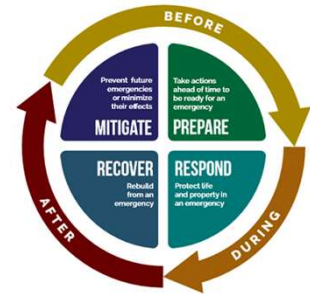 BEFORE
Prevent future
emergencies
or minimize
their effects
MITIGATE
Take actions
ahead of time to
be ready for an
emergency
PREPARE
RECOVER
Rebuild
from an
emergency
RESPOND
Protect life
and property in
an emergency
AFTER
DURING